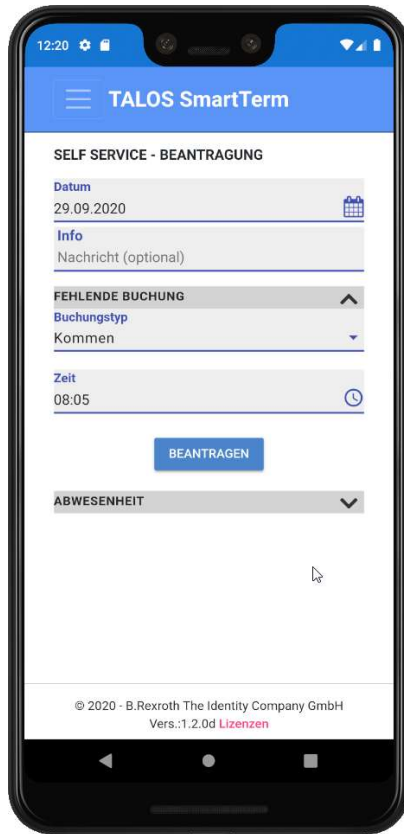 12:20
TALOS SmartTerm
SELF SERVICE - BEANTRAGUNG
Datum
29.09.2020
Info
Nachricht (optional)
FEHLENDE BUCHUNG
Buchungstyp
Kommen
Zeit
08:05
BEANTRAGEN
ABWESENHEIT
© 2020 - B.Rexroth The Identity Company GmbH
Vers.:1.2.0d Lizenzen